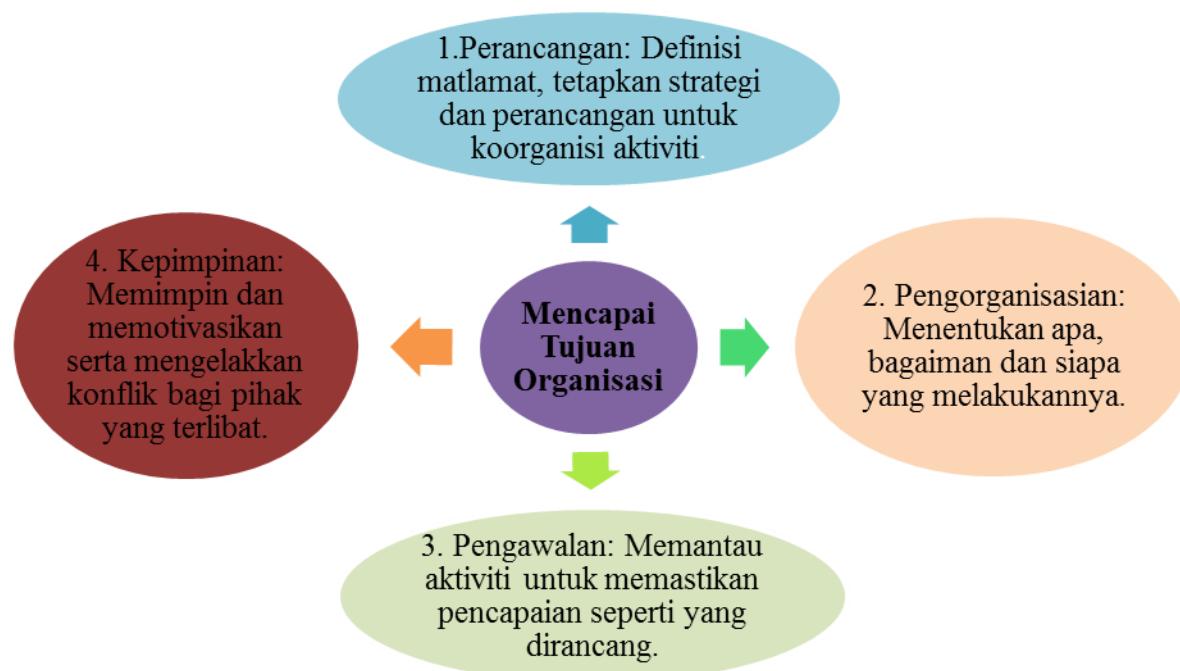 1.Perancangan: Definisi
matlamat, tetapkan strategi
dan perancangan untuk
koorganisi aktiviti.
4. Kepimpinan:
Memimpin dan
memotivasikan
serta mengelakkan
konflik bagi pihak
yang terlibat.
Mencapai
Tujuan
Organisasi
2. Pengorganisasian:
Menentukan apa,
bagaiman dan siapa
yang melakukannya.
3. Pengawalan: Memantau
aktiviti untuk memastikan
pencapaian seperti yang
dirancang.